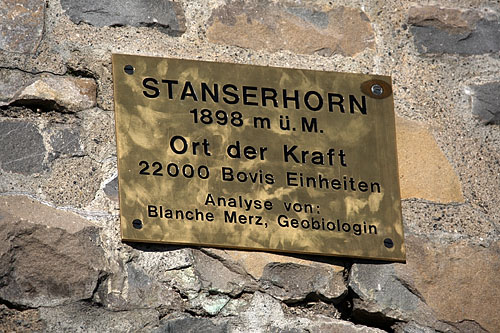 STANSERHORN
1898 m ü. M.
Ort der Kraft
22000 Bovis Einheiten
Analyse von:
Blanche Merz, Geobiologin